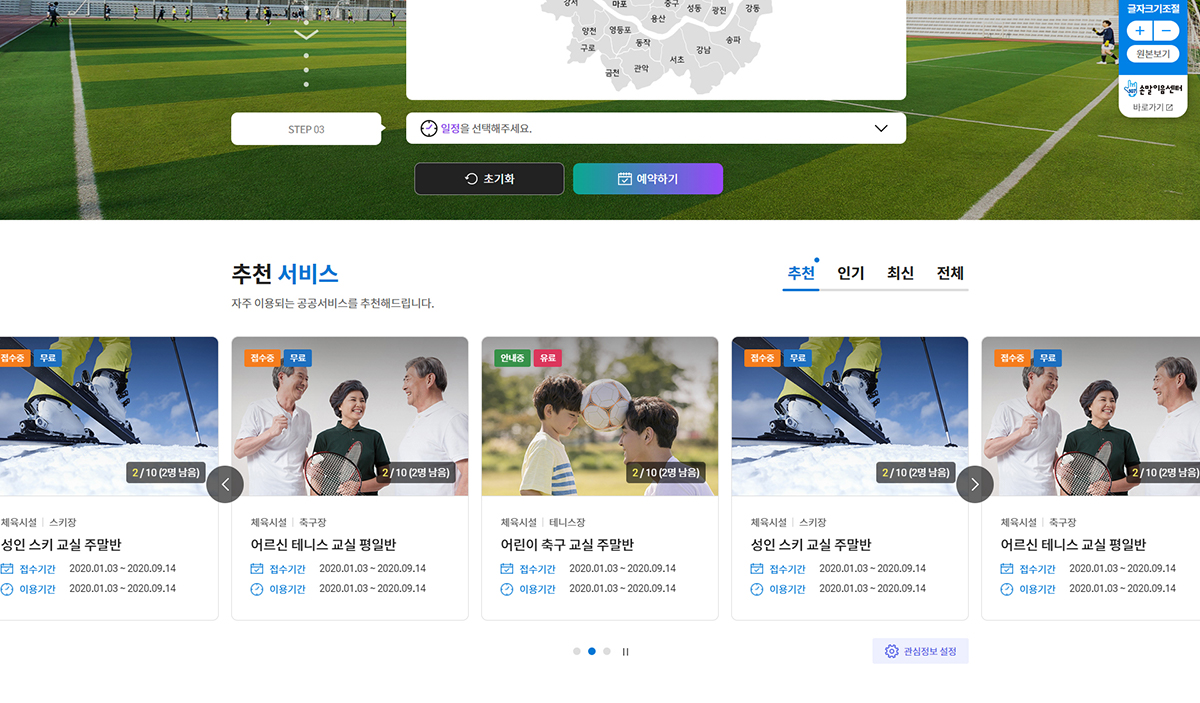 강서
마포
중구
성동
광진
강동
용산
양천
영등포
구로
동작
강남
송파
서초
금천
관악
글자크기조절
+
−
원본보기
손말이음센터
바로가기
STEP 03
일정을 선택해주세요.
초기화
예약하기
추천 서비스
자주 이용되는 공공서비스를 추천해드립니다.
추천
인기
최신
전체
접수중 무료
2 / 10 (2명 남음)
체육시설 | 스키장
성인 스키 교실 주말반
접수기간 2020.01.03 ~ 2020.09.14
이용기간 2020.01.03 ~ 2020.09.14
접수중 무료
2 / 10 (2명 남음)
체육시설 | 축구장
어르신 테니스 교실 평일반
접수기간 2020.01.03 ~ 2020.09.14
이용기간 2020.01.03 ~ 2020.09.14
안내중 유료
2 / 10 (2명 남음)
체육시설 | 테니스장
어린이 축구 교실 주말반
접수기간 2020.01.03 ~ 2020.09.14
이용기간 2020.01.03 ~ 2020.09.14
접수중 무료
2 / 10 (2명 남음)
체육시설 | 스키장
성인 스키 교실 주말반
접수기간 2020.01.03 ~ 2020.09.14
이용기간 2020.01.03 ~ 2020.09.14
접수중 무료
2 / 10 (2명 남음)
체육시설 | 축구장
어르신 테니스 교실 평일반
접수기간 2020.01.03 ~ 2020.09.14
이용기간 2020.01.03 ~ 2020.09.14
관심정보 설정